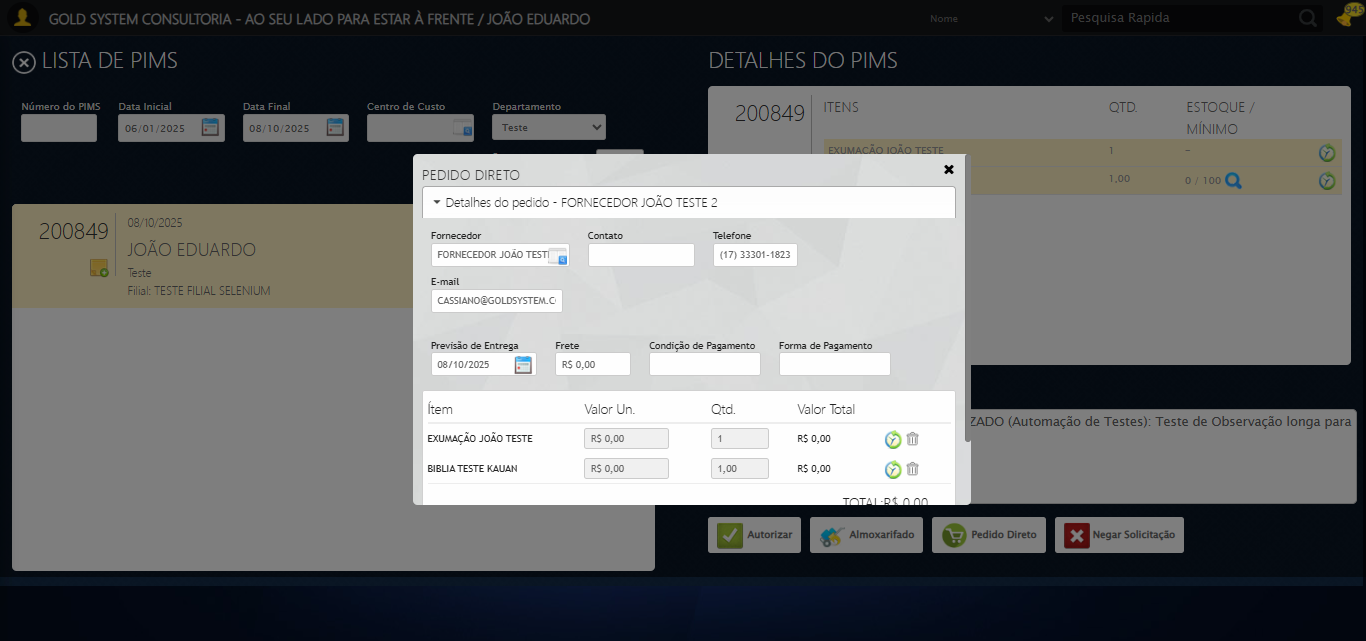 GOLD SYSTEM CONSULTORIA - AO SEU LADO PARA ESTAR À FRENTE / JOÃO EDUARDO
Nome
Pesquisa Rapida
945
LISTA DE PIMS
Número do PIMS
Data Inicial
Data Final
Centro de Custo
Departamento
06/01/2025
08/10/2025
Teste
200849
08/10/2025
JOÃO EDUARDO
Teste
Filial: TESTE FILIAL SELENIUM
DETALHES DO PIMS
200849
ITENS
QTD.
ESTOQUE /
MÍNIMO
EXUMAÇÃO JOÃO TESTE
1
-
1,00
0 / 100
PEDIDO DIRETO
Detalhes do pedido - FORNECEDOR JOÃO TESTE 2
Fornecedor
Contato
Telefone
FORNECEDOR JOÃO TEST
(17) 33301-1823
E-mail
CASSIANO@GOLDSYSTEM.C
Previsão de Entrega
Frete
Condição de Pagamento
Forma de Pagamento
08/10/2025
R$ 0,00
Ítem
Valor Un.
Qtd.
Valor Total
EXUMAÇÃO JOÃO TESTE
R$ 0,00
1
R$ 0,00
BIBLIA TESTE KAUAN
R$ 0,00
1,00
R$ 0,00
TOTAL:R$ 0,00
ZADO (Automação de Testes): Teste de Observação longa para
Autorizar
Almoxarifado
Pedido Direto
Negar Solicitação